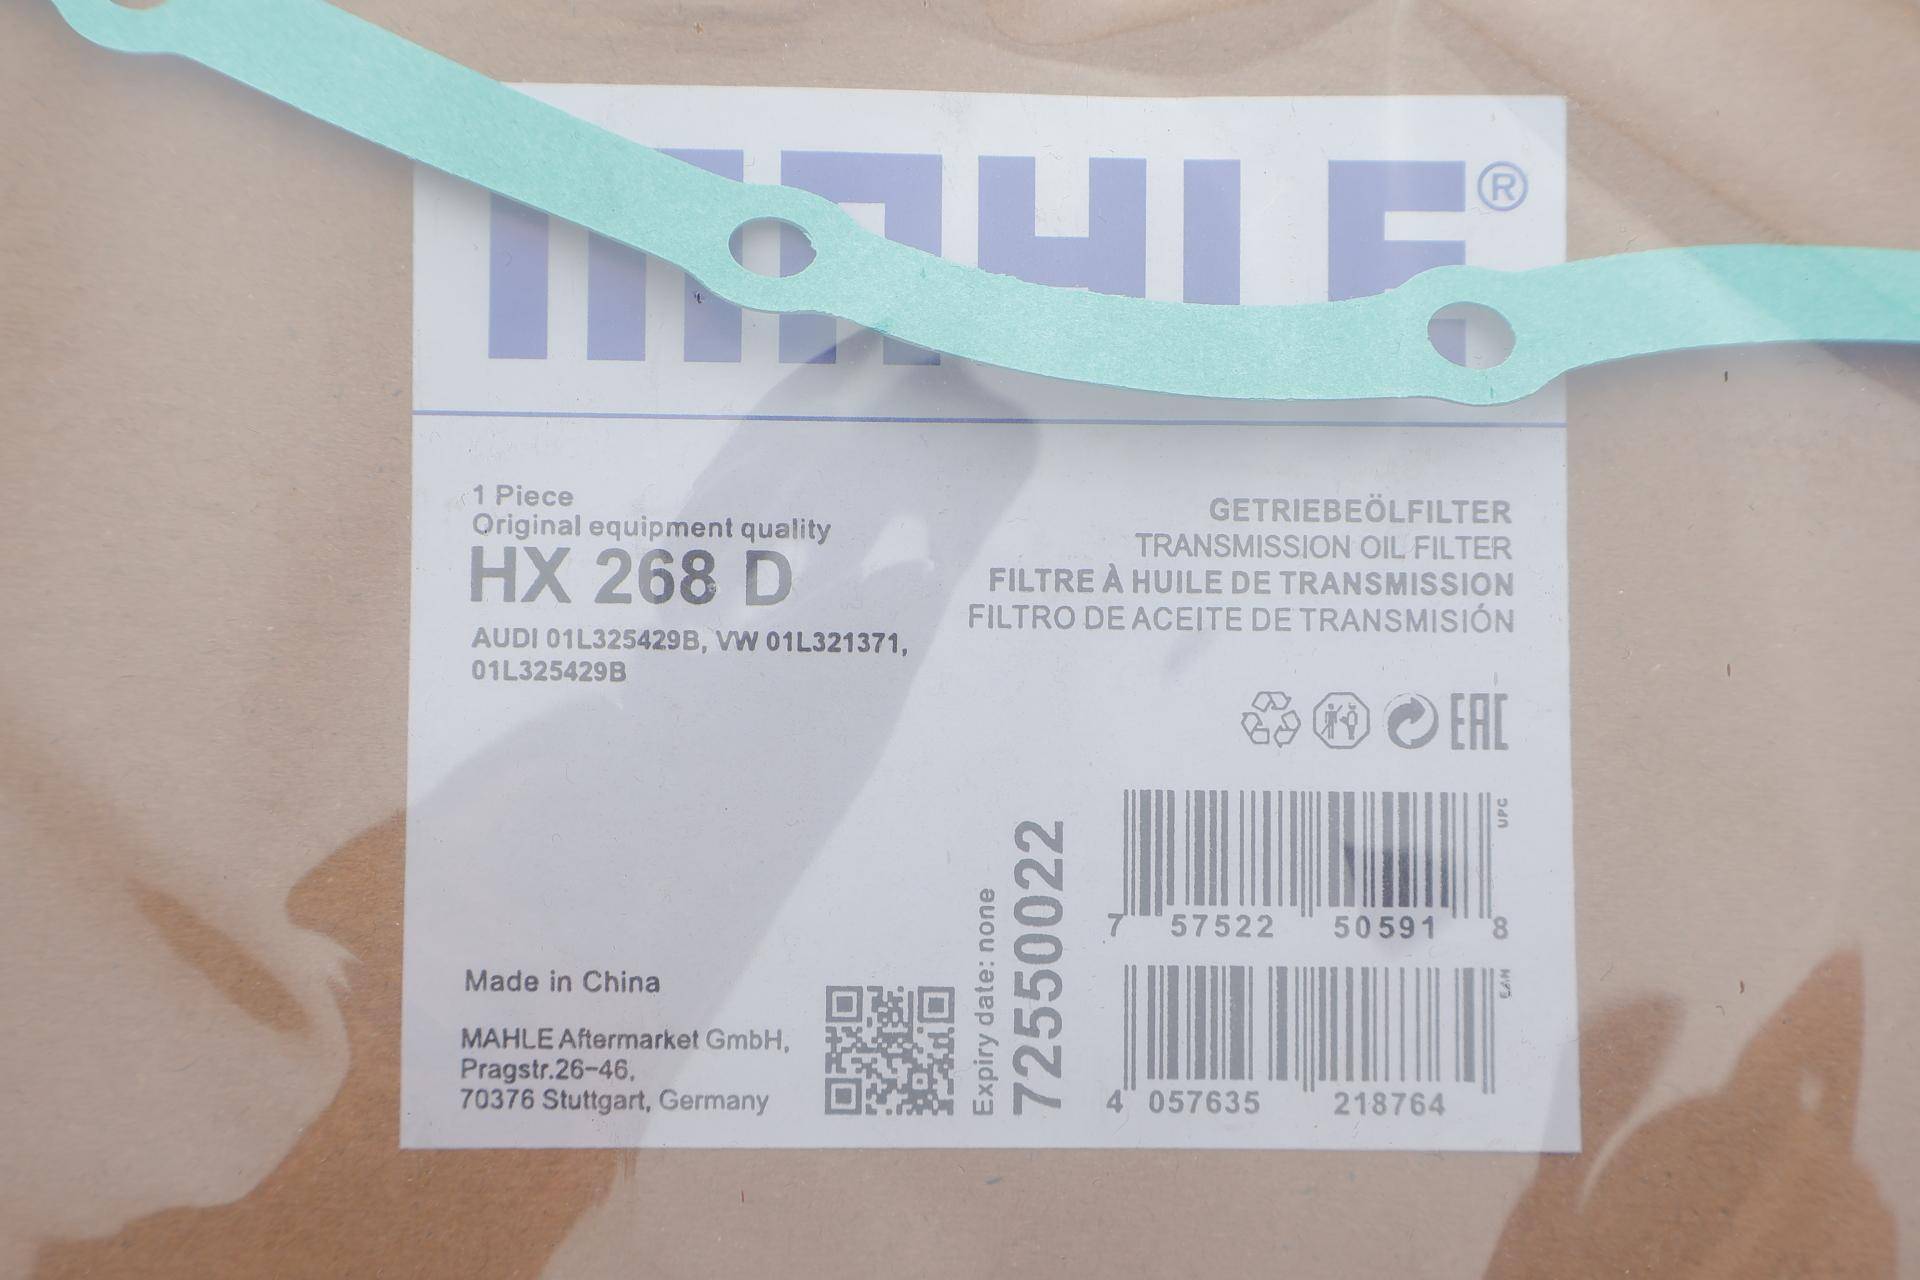 MAHLE®
1 Piece
Original equipment quality
HX 268 D
AUDI 01L325429B, VW 01L321371,
01L325429B
GETRIEBEÖLFILTER
TRANSMISSION OIL FILTER
FILTRE À HUILE DE TRANSMISSION
FILTRO DE ACEITE DE TRANSMISIÓN
EAC
UPC
7 57522 50591 8
EAN
4 057635 218764
Expiry date: none
72550022
Made in China
MAHLE Aftermarket GmbH,
Pragstr.26-46,
70376 Stuttgart, Germany